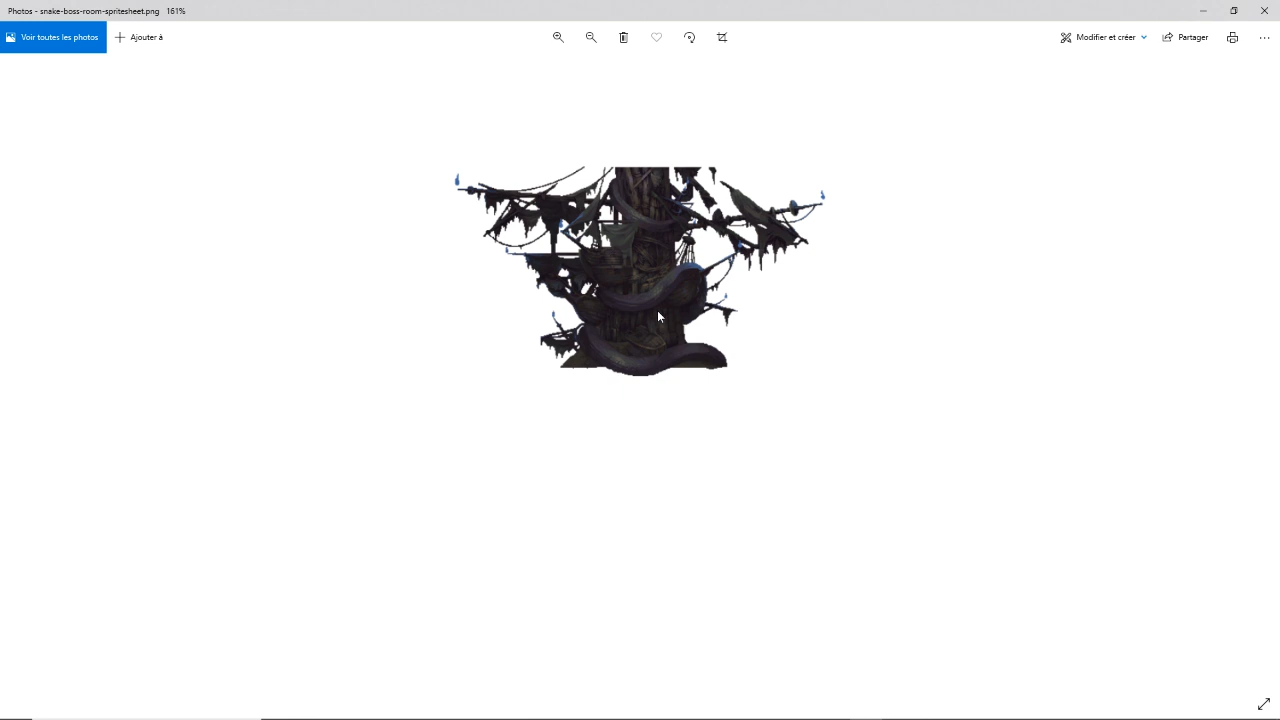 Photos - snake-boss-room-spritesheet.png 161%
Voir toutes les photos
Ajouter à
Modifier et créer
Partager